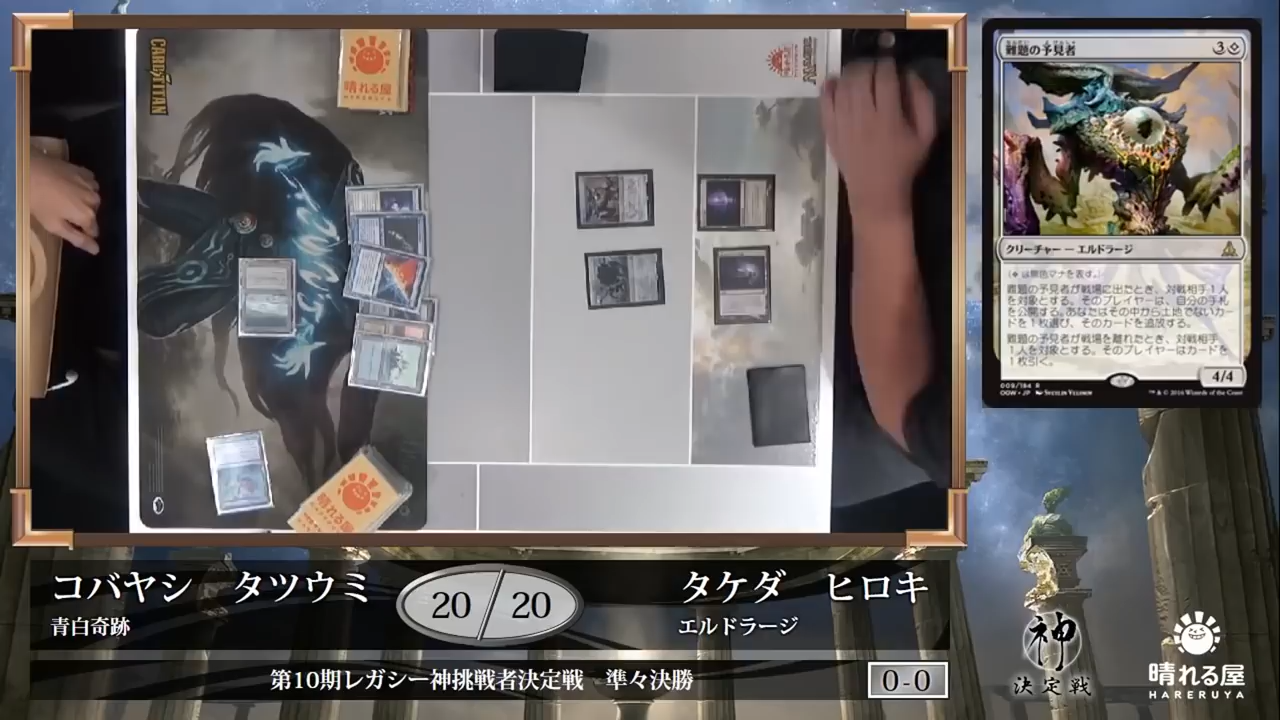 CARDTITAN
晴れる屋
HARERUYA
晴れる屋
難題の予見者
3
クリーチャー — エルドラージ
(◇は無色マナを表す。)
難題の予見者が戦場に出たとき、対戦相手1人
を対象とする。そのプレイヤーは、自分の手札
を公開する。あなたはその中から土地でないカー
ドを1枚選び、そのカードを追放する。
難題の予見者が戦場を離れたとき、対戦相手
1人を対象とする。そのプレイヤーはカードを
1枚引く。
4/4
009/184 R
OGW・JP
コバヤシ タツウミ
青白奇跡
20/20
タケダ ヒロキ
エルドラージ
第10期レガシー神挑戦者決定戦 準々決勝
0-0
神
決定戦
晴れる屋
HARERUYA